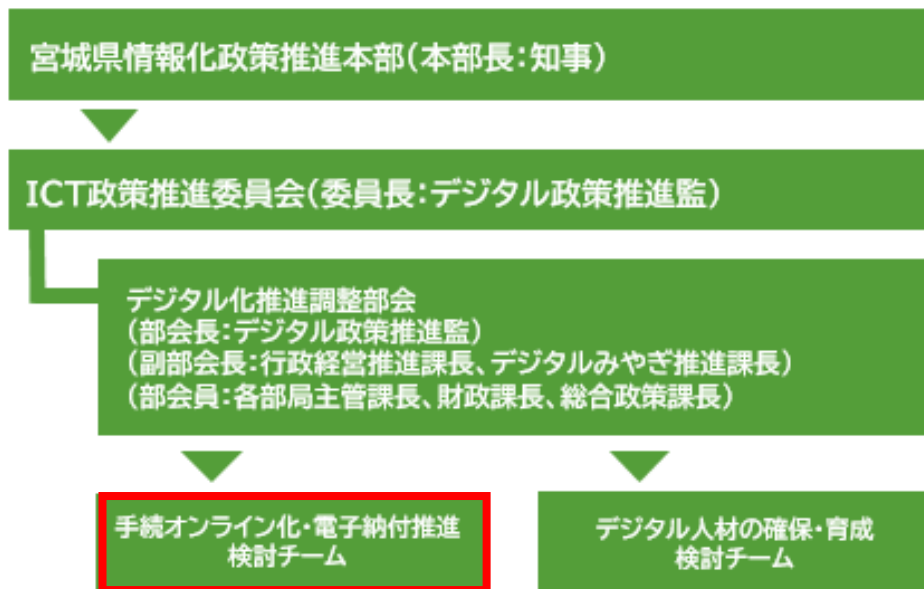 宮城県情報化政策推進本部(本部長:知事)
ICT政策推進委員会(委員長:デジタル政策推進監)
デジタル化推進調整部会
(部会長:デジタル政策推進監)
(副部会長:行政経営推進課長、デジタルみやぎ推進課長)
(部会員:各部局主管課長、財政課長、総合政策課長)
手続オンライン化・電子納付推進
検討チーム
デジタル人材の確保・育成
検討チーム